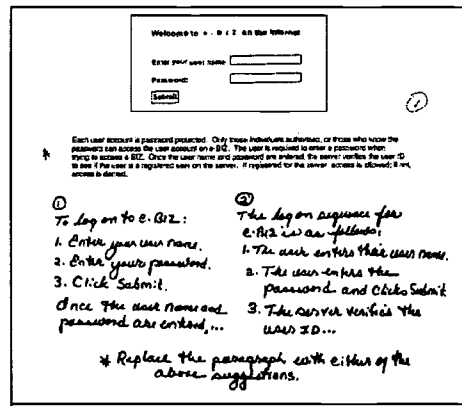 Welcome to e-BIZ on the Internet
Enter your user name
Password:
Submit
1
* Each user account is password protected. Only those individuals authorized, or those who know the
password can access the user account on e-BIZ. The user is required to enter a password when
trying to access e-BIZ. Once the user name and password are entered, the server verifies the user ID
to see if the user is a registered user on the server. If registered for the server, access is allowed; if not,
access is denied.
①
To log on to e-BIZ:
1. Enter your user name.
2. Enter your password.
3. Click Submit.
Once the user name and
password are entered,...
②
The log on sequence for
e-BIZ is as follows:
1. The user enters their user name.
2. The user enters the
password and clicks Submit.
3. The server verifies the
user ID...
* Replace the paragraph with either of the
above suggestions.